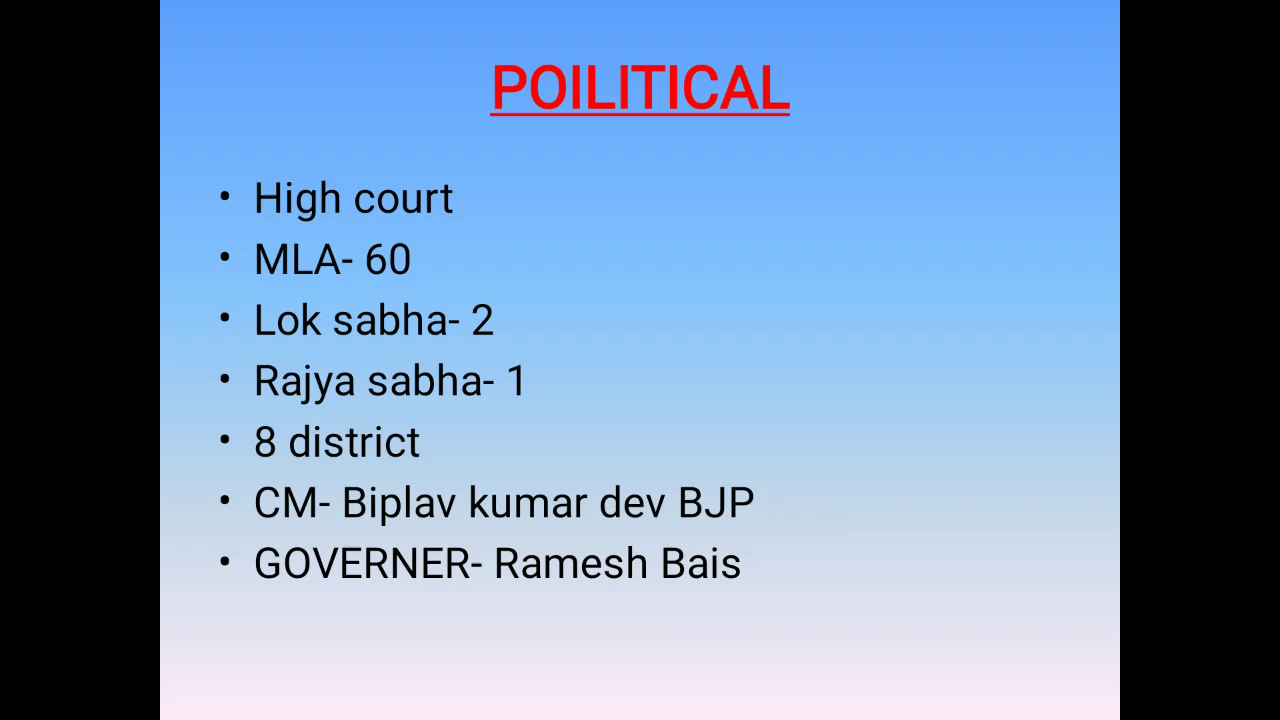 POILITICAL
• High court
• MLA- 60
• Lok sabha- 2
• Rajya sabha- 1
• 8 district
• CM- Biplav kumar dev BJP
• GOVERNER- Ramesh Bais